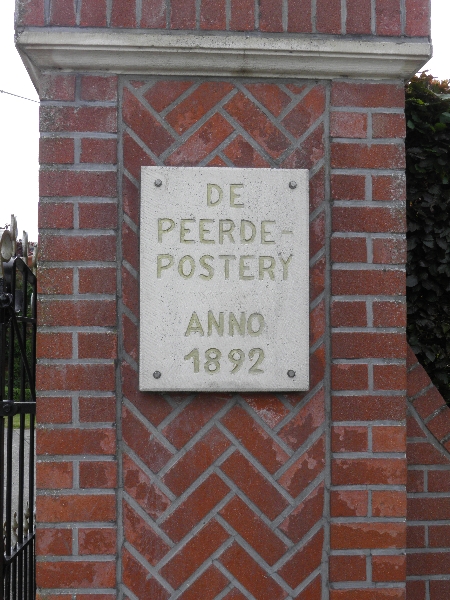 DE
PEERDE-
POSTERY
ANNO
1892